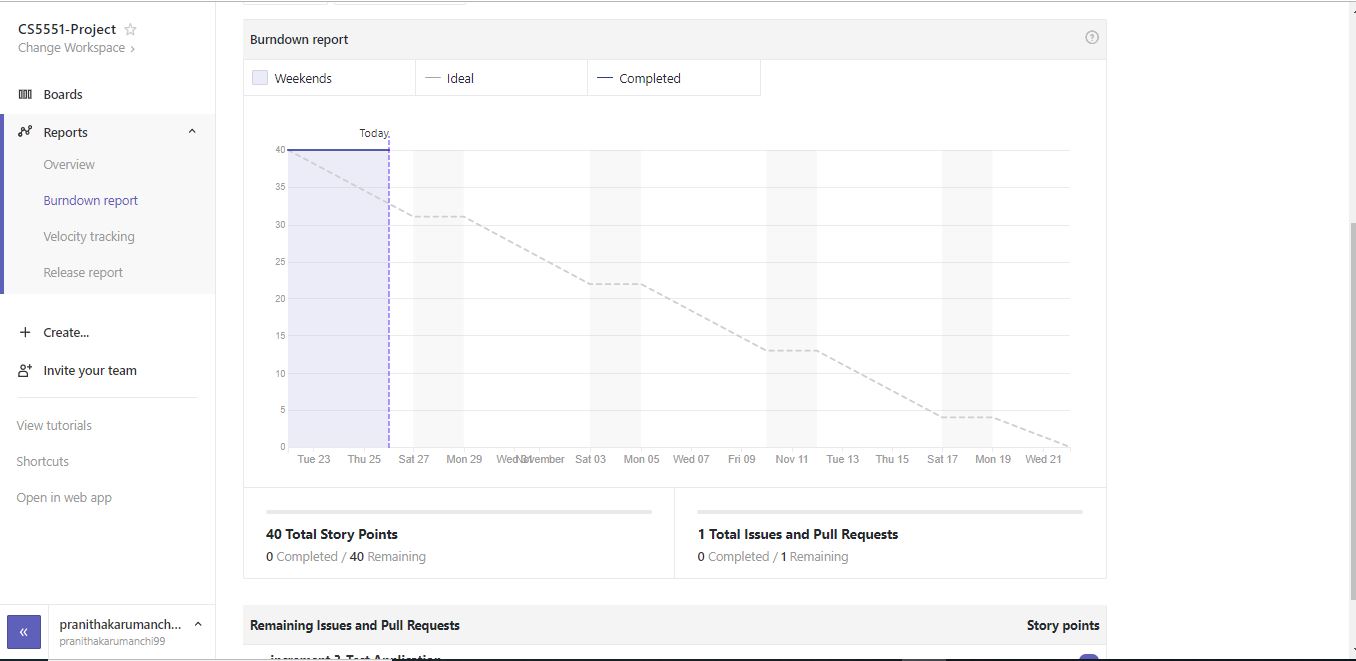 CS5551-Project
Change Workspace
Boards
Reports
Overview
Burndown report
Velocity tracking
Release report
Create...
Invite your team
View tutorials
Shortcuts
Open in web app
pranithakarumanch...
pranithakarumanchi99
Burndown report
Weekends
Ideal
Completed
Today
40
35
30
25
20
15
10
5
0
Tue 23 Thu 25 Sat 27 Mon 29 Wed 31 November Sat 03 Mon 05 Wed 07 Fri 09 Nov 11 Tue 13 Thu 15 Sat 17 Mon 19 Wed 21
40 Total Story Points
0 Completed / 40 Remaining
1 Total Issues and Pull Requests
0 Completed / 1 Remaining
Remaining Issues and Pull Requests Story points
increment 2-Test Application